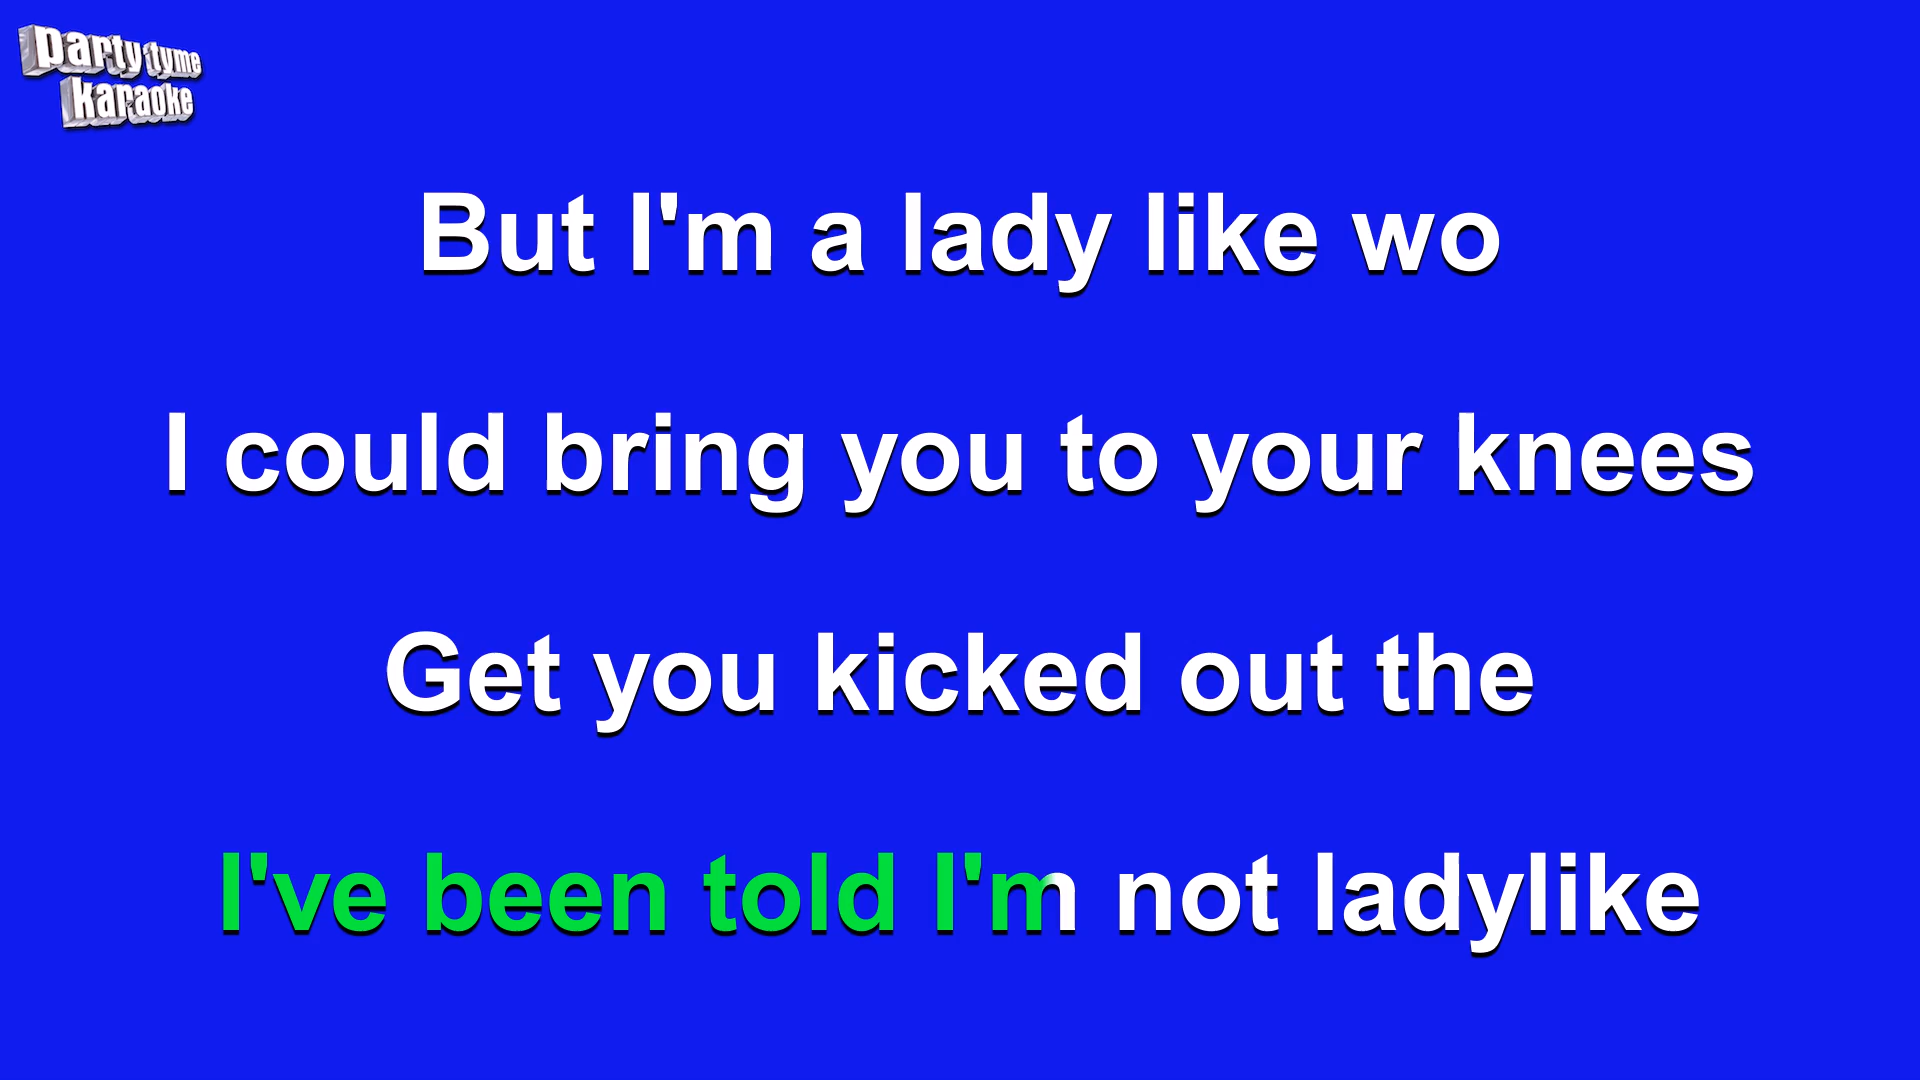 party tyme
karaoke
But I'm a lady like wo
I could bring you to your knees
Get you kicked out the
I've been told I'm not ladylike